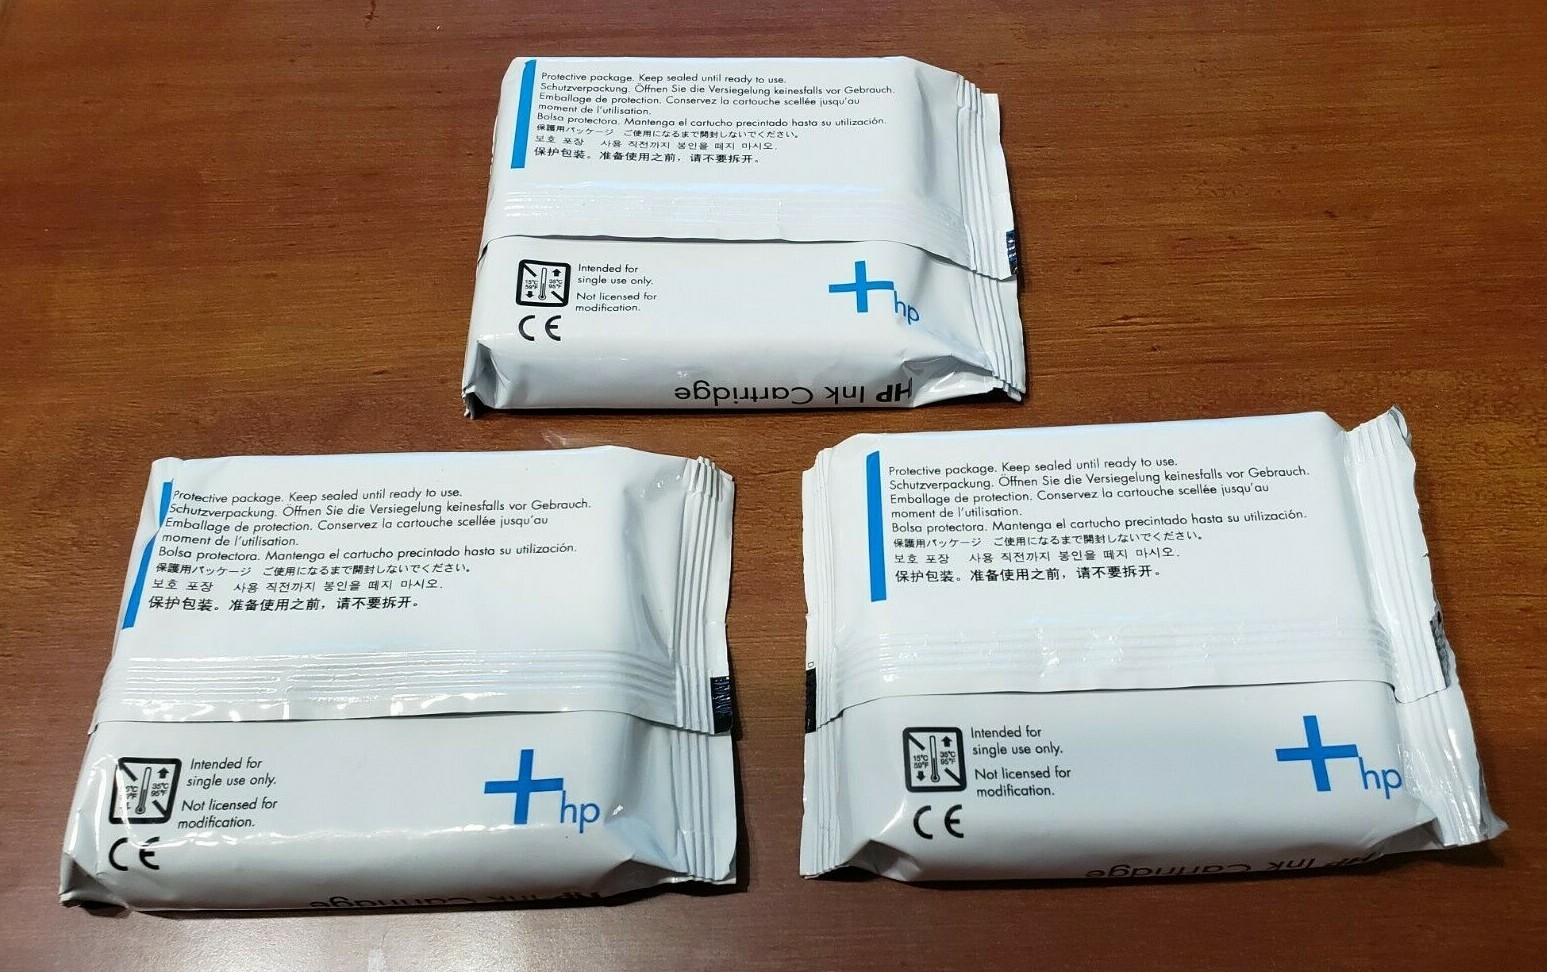 Protective package. Keep sealed until ready to use.
Schutzverpackung. Öffnen Sie die Versiegelung keinesfalls vor Gebrauch.
Emballage de protection. Conservez la cartouche scellée jusqu'au
moment de l'utilisation.
Bolsa protectora. Mantenga el cartucho precintado hasta su utilización.
保護用パッケージ ご使用になるまで開封しないでください。
보호 포장 사용 직전까지 봉인을 떼지 마시오.
保护包装。准备使用之前，请不要拆开。
15°C
59°F
35°C
95°F
Intended for
single use only.
Not licensed for
modification.
CE
hp
HP Ink Cartridge
Protective package. Keep sealed until ready to use.
Schutzverpackung. Öffnen Sie die Versiegelung keinesfalls vor Gebrauch.
Emballage de protection. Conservez la cartouche scellée jusqu'au
moment de l'utilisation.
Bolsa protectora. Mantenga el cartucho precintado hasta su utilización.
保護用パッケージ ご使用になるまで開封しないでください。
보호 포장 사용 직전까지 봉인을 떼지 마시오.
保护包装。准备使用之前，请不要拆开。
35°C
95°F
Intended for
single use only.
Not licensed for
modification.
CE
hp
HP Ink Cartridge
Protective package. Keep sealed until ready to use.
Schutzverpackung. Öffnen Sie die Versiegelung keinesfalls vor Gebrauch.
Emballage de protection. Conservez la cartouche scellée jusqu'au
moment de l'utilisation.
Bolsa protectora. Mantenga el cartucho precintado hasta su utilización.
保護用パッケージ ご使用になるまで開封しないでください。
보호 포장 사용 직전까지 봉인을 떼지 마시오.
保护包装。准备使用之前，请不要拆开。
15°C
59°F
35°C
95°F
Intended for
single use only.
Not licensed for
modification.
CE
hp
HP Ink Cartridge